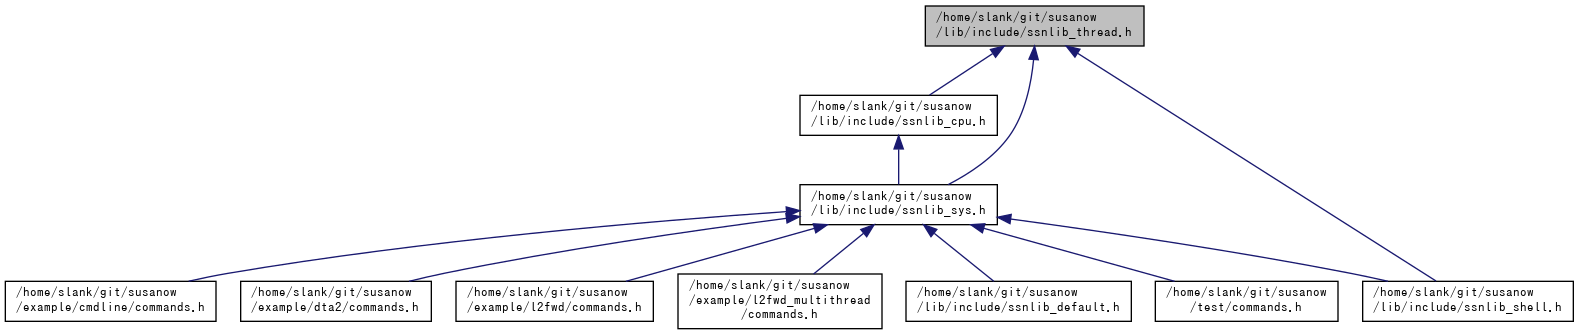 /home/slank/git/susanow
/lib/include/ssnlib_thread.h
/home/slank/git/susanow
/lib/include/ssnlib_cpu.h
/home/slank/git/susanow
/lib/include/ssnlib_sys.h
/home/slank/git/susanow
/example/cmdline/commands.h
/home/slank/git/susanow
/example/dta2/commands.h
/home/slank/git/susanow
/example/l2fwd/commands.h
/home/slank/git/susanow
/example/l2fwd_multithread
/commands.h
/home/slank/git/susanow
/lib/include/ssnlib_default.h
/home/slank/git/susanow
/test/commands.h
/home/slank/git/susanow
/lib/include/ssnlib_shell.h